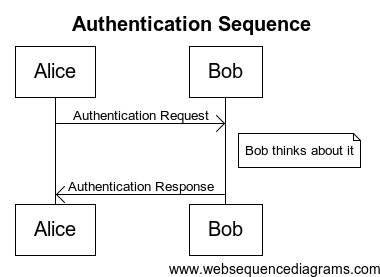 Authentication Sequence
Alice
Bob
Authentication Request
Bob thinks about it
Authentication Response
Alice
Bob
www.websequencediagrams.com